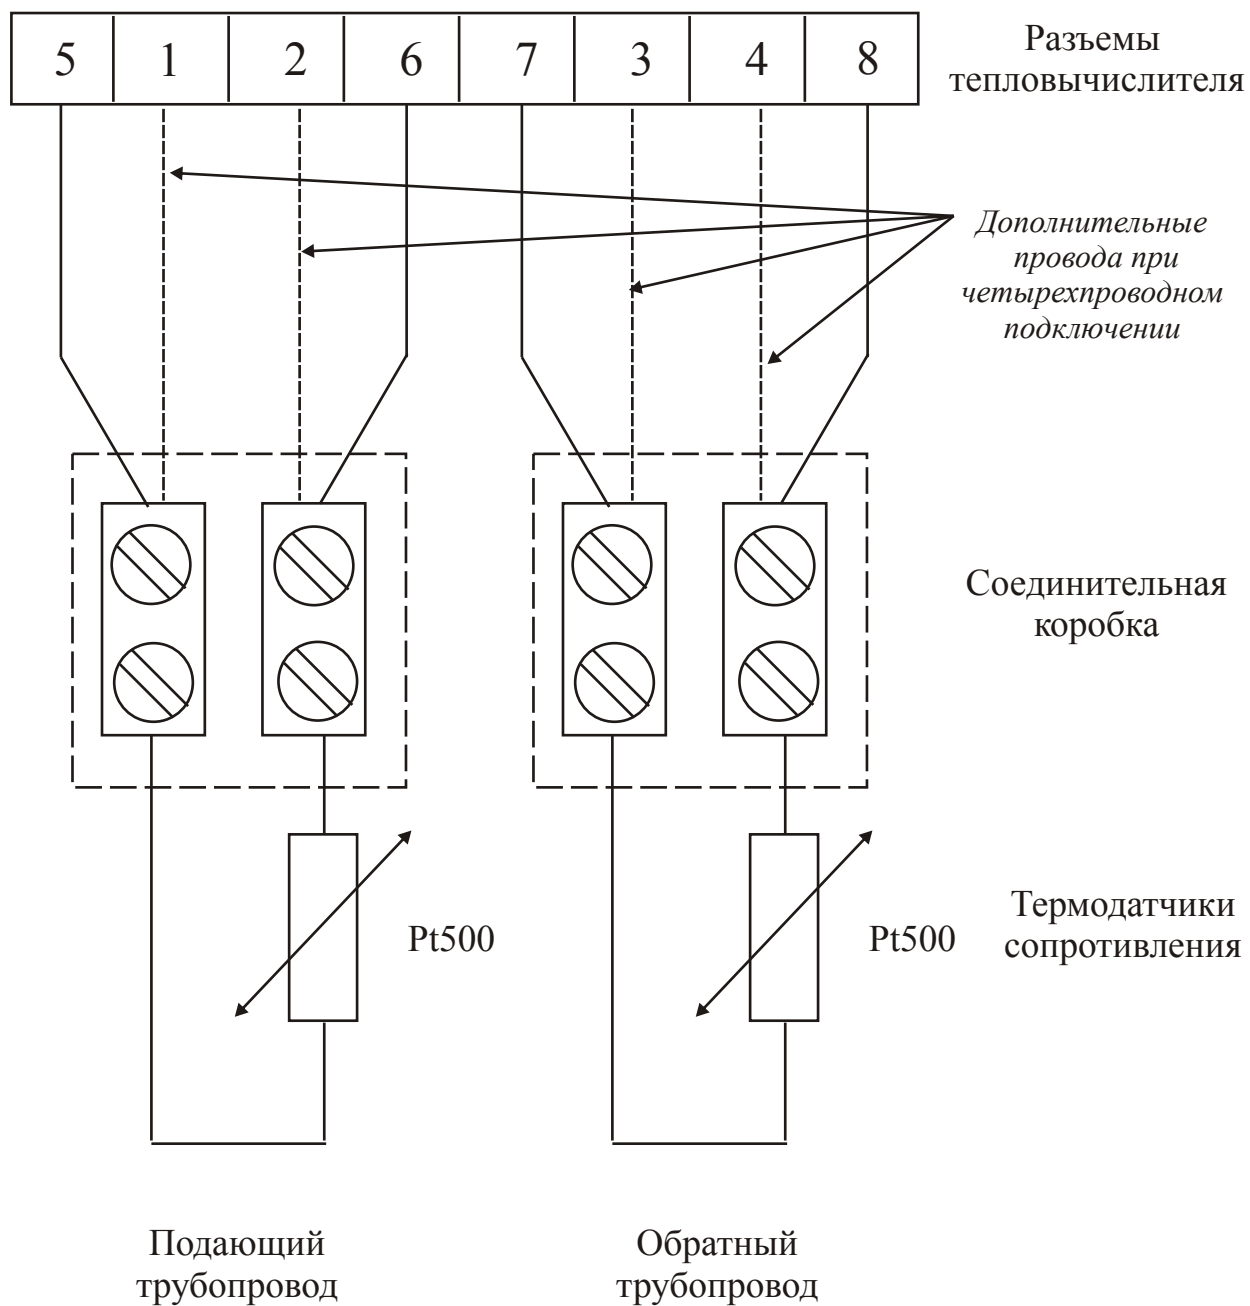 5 1 2 6 7 3 4 8
Разъемы
тепловычислителя
Дополнительные
провода при
четырехпроводном
подключении
Соединительная
коробка
Pt500
Pt500
Термодатчики
сопротивления
Подающий
трубопровод
Обратный
трубопровод